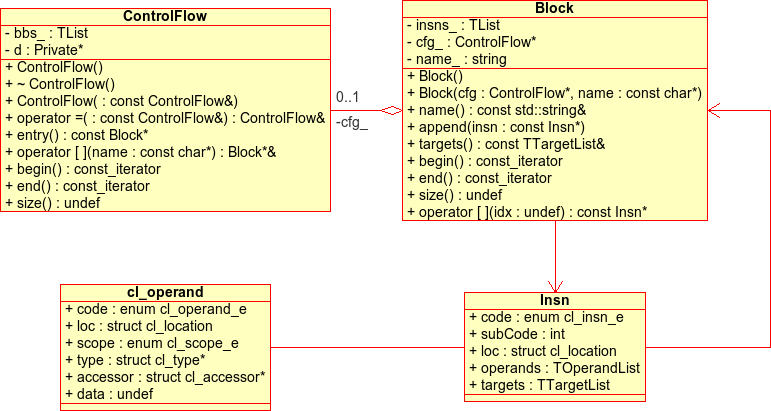 ControlFlow
- bbs_ : TList
- d : Private*
+ ControlFlow()
+ ~ ControlFlow()
+ ControlFlow( : const ControlFlow&)
+ operator =( : const ControlFlow&) : ControlFlow&
+ entry() : const Block*
+ operator [ ](name : const char*) : Block*&
+ begin() : const_iterator
+ end() : const_iterator
+ size() : undef
0..1
-cfg_
Block
- insns_ : TList
- cfg_ : ControlFlow*
- name_ : string
+ Block()
+ Block(cfg : ControlFlow*, name : const char*)
+ name() : const std::string&
+ append(insn : const Insn*)
+ targets() : const TTargetList&
+ begin() : const_iterator
+ end() : const_iterator
+ size() : undef
+ operator [ ](idx : undef) : const Insn*
cl_operand
+ code : enum cl_operand_e
+ loc : struct cl_location
+ scope : enum cl_scope_e
+ type : struct cl_type*
+ accessor : struct cl_accessor*
+ data : undef
Insn
+ code : enum cl_insn_e
+ subCode : int
+ loc : struct cl_location
+ operands : TOperandList
+ targets : TTargetList